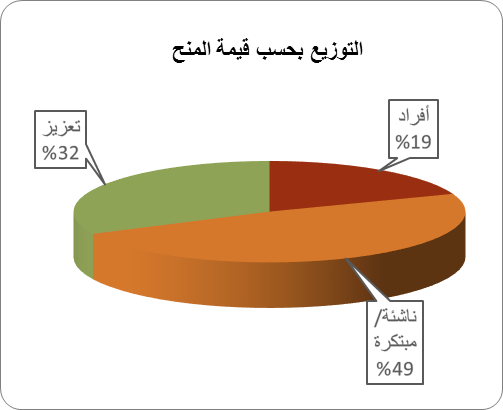 التوزيع بحسب قيمة المنح
أفراد
%19
تعزيز
%32
ناشئة/
مبتكرة
%49